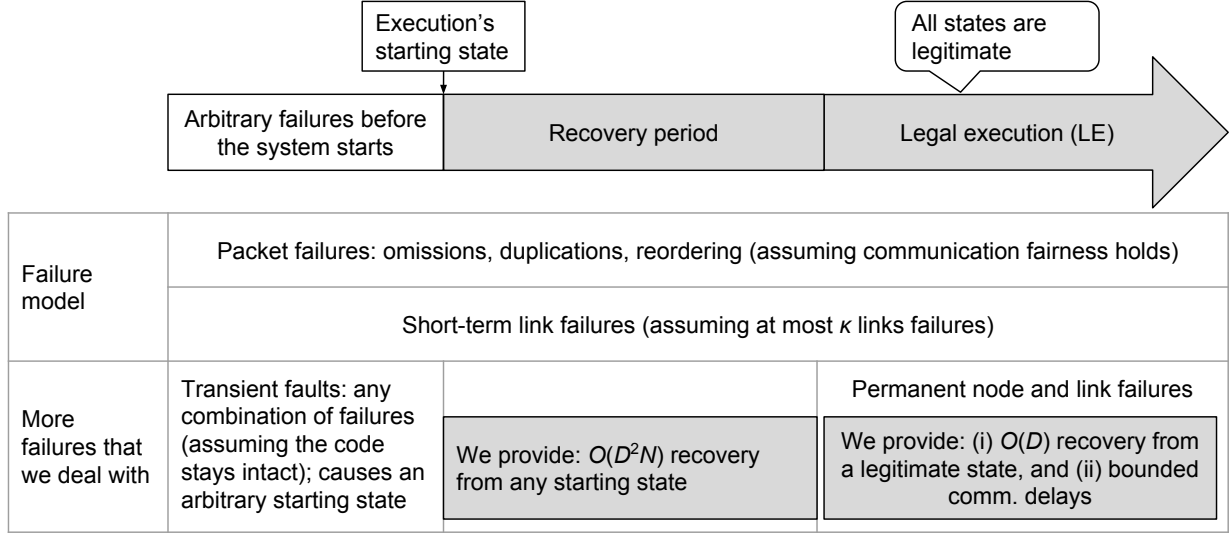 Execution's
starting state
All states are
legitimate
Arbitrary failures before
the system starts
Recovery period
Legal execution (LE)
Failure
model
Packet failures: omissions, duplications, reordering (assuming communication fairness holds)
Short-term link failures (assuming at most κ links failures)
More
failures that
we deal with
Transient faults: any
combination of failures
(assuming the code
stays intact); causes an
arbitrary starting state
We provide: O(D²N) recovery
from any starting state
Permanent node and link failures
We provide: (i) O(D) recovery from
a legitimate state, and (ii) bounded
comm. delays